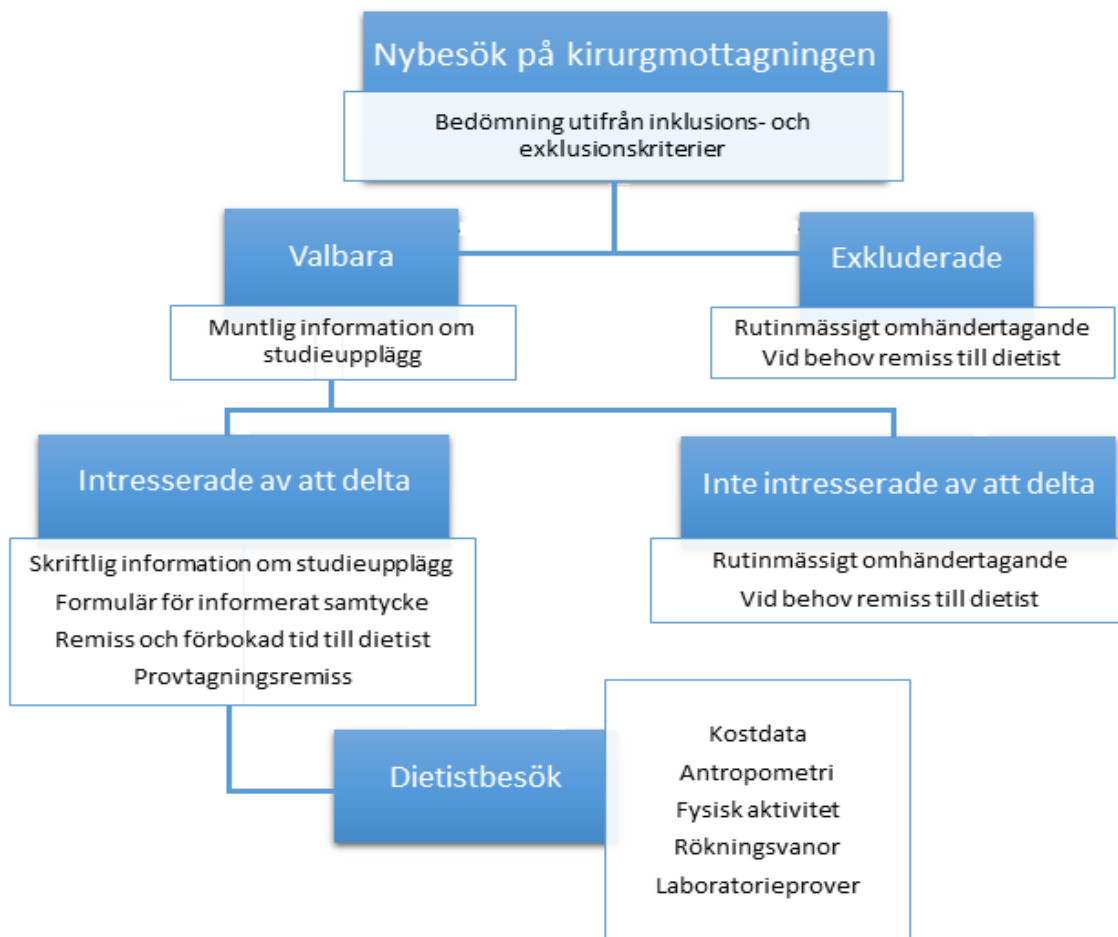 Nybesök på kirurgmottagningen
Bedömning utifrån inklusions- och
exklusionskriterier
Valbara
Muntlig information om
studieupplägg
Exkluderade
Rutinmässigt omhändertagande
Vid behov remiss till dietist
Intresserade av att delta
Skriftlig information om studieupplägg
Formulär för informerat samtycke
Remiss och förbokad tid till dietist
Provtagningsremiss
Inte intresserade av att delta
Rutinmässigt omhändertagande
Vid behov remiss till dietist
Dietistbesök
Kostdata
Antropometri
Fysisk aktivitet
Rökningsvanor
Laboratorieprover